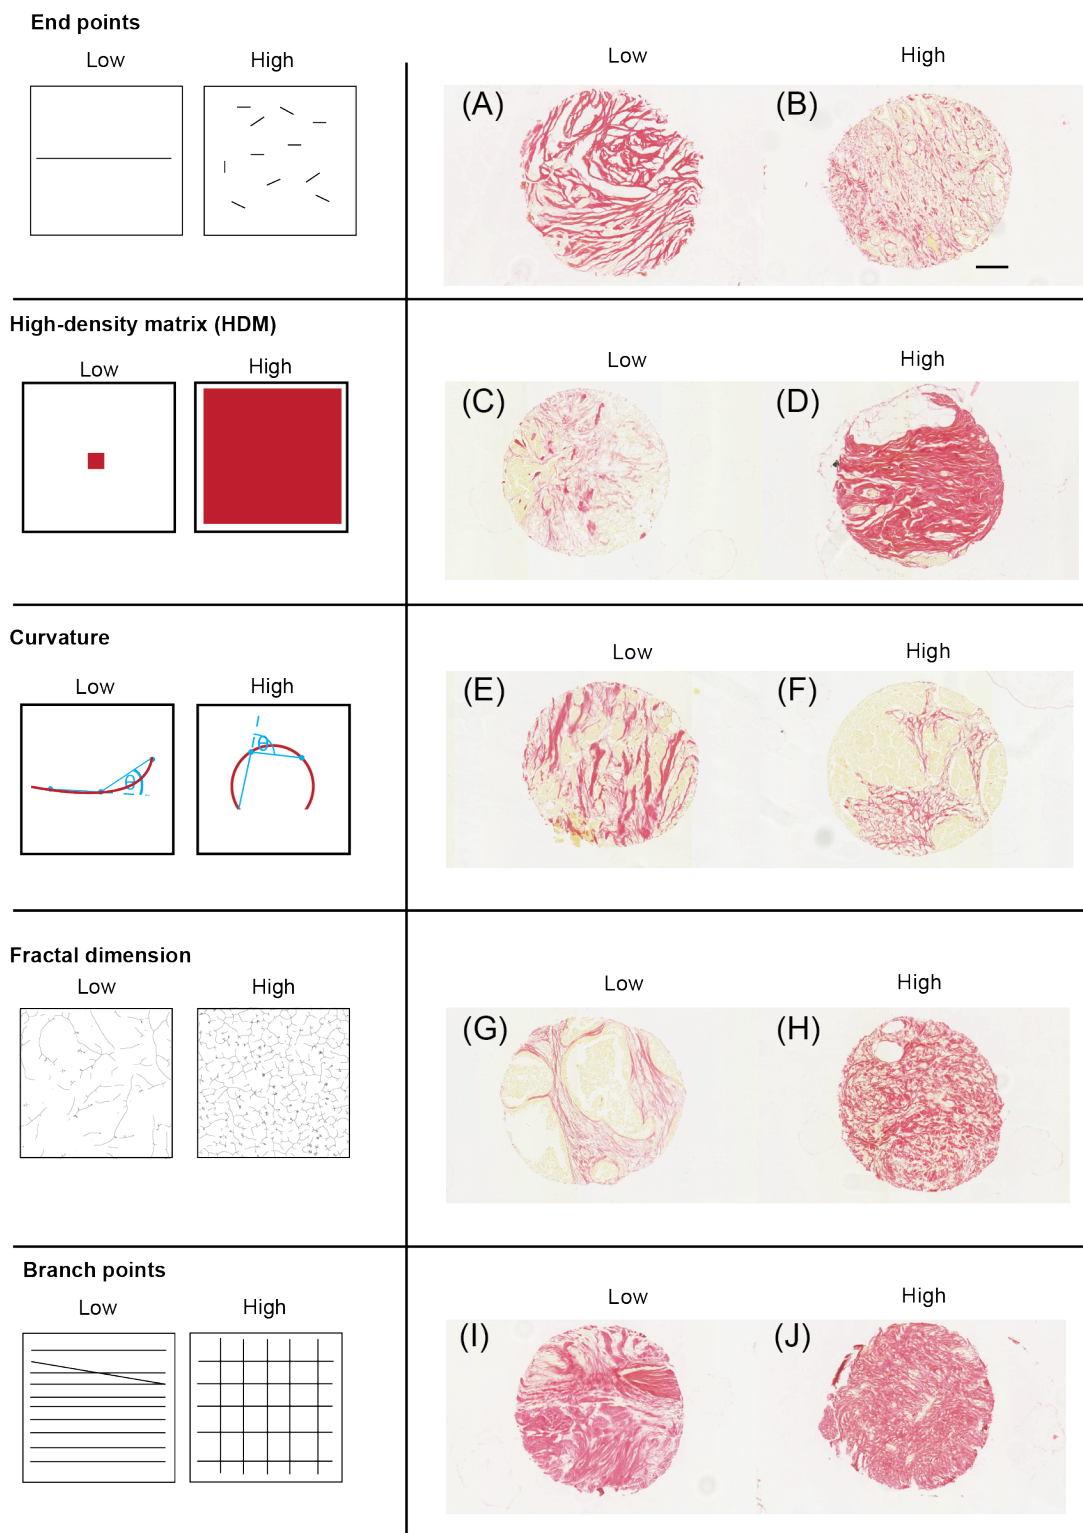 End points
Low High
Low High
(A) (B)
High-density matrix (HDM)
Low High
Low High
(C) (D)
Curvature
Low High
Low High
(E) (F)
θ θ
Fractal dimension
Low High
Low High
(G) (H)
Branch points
Low High
Low High
(I) (J)